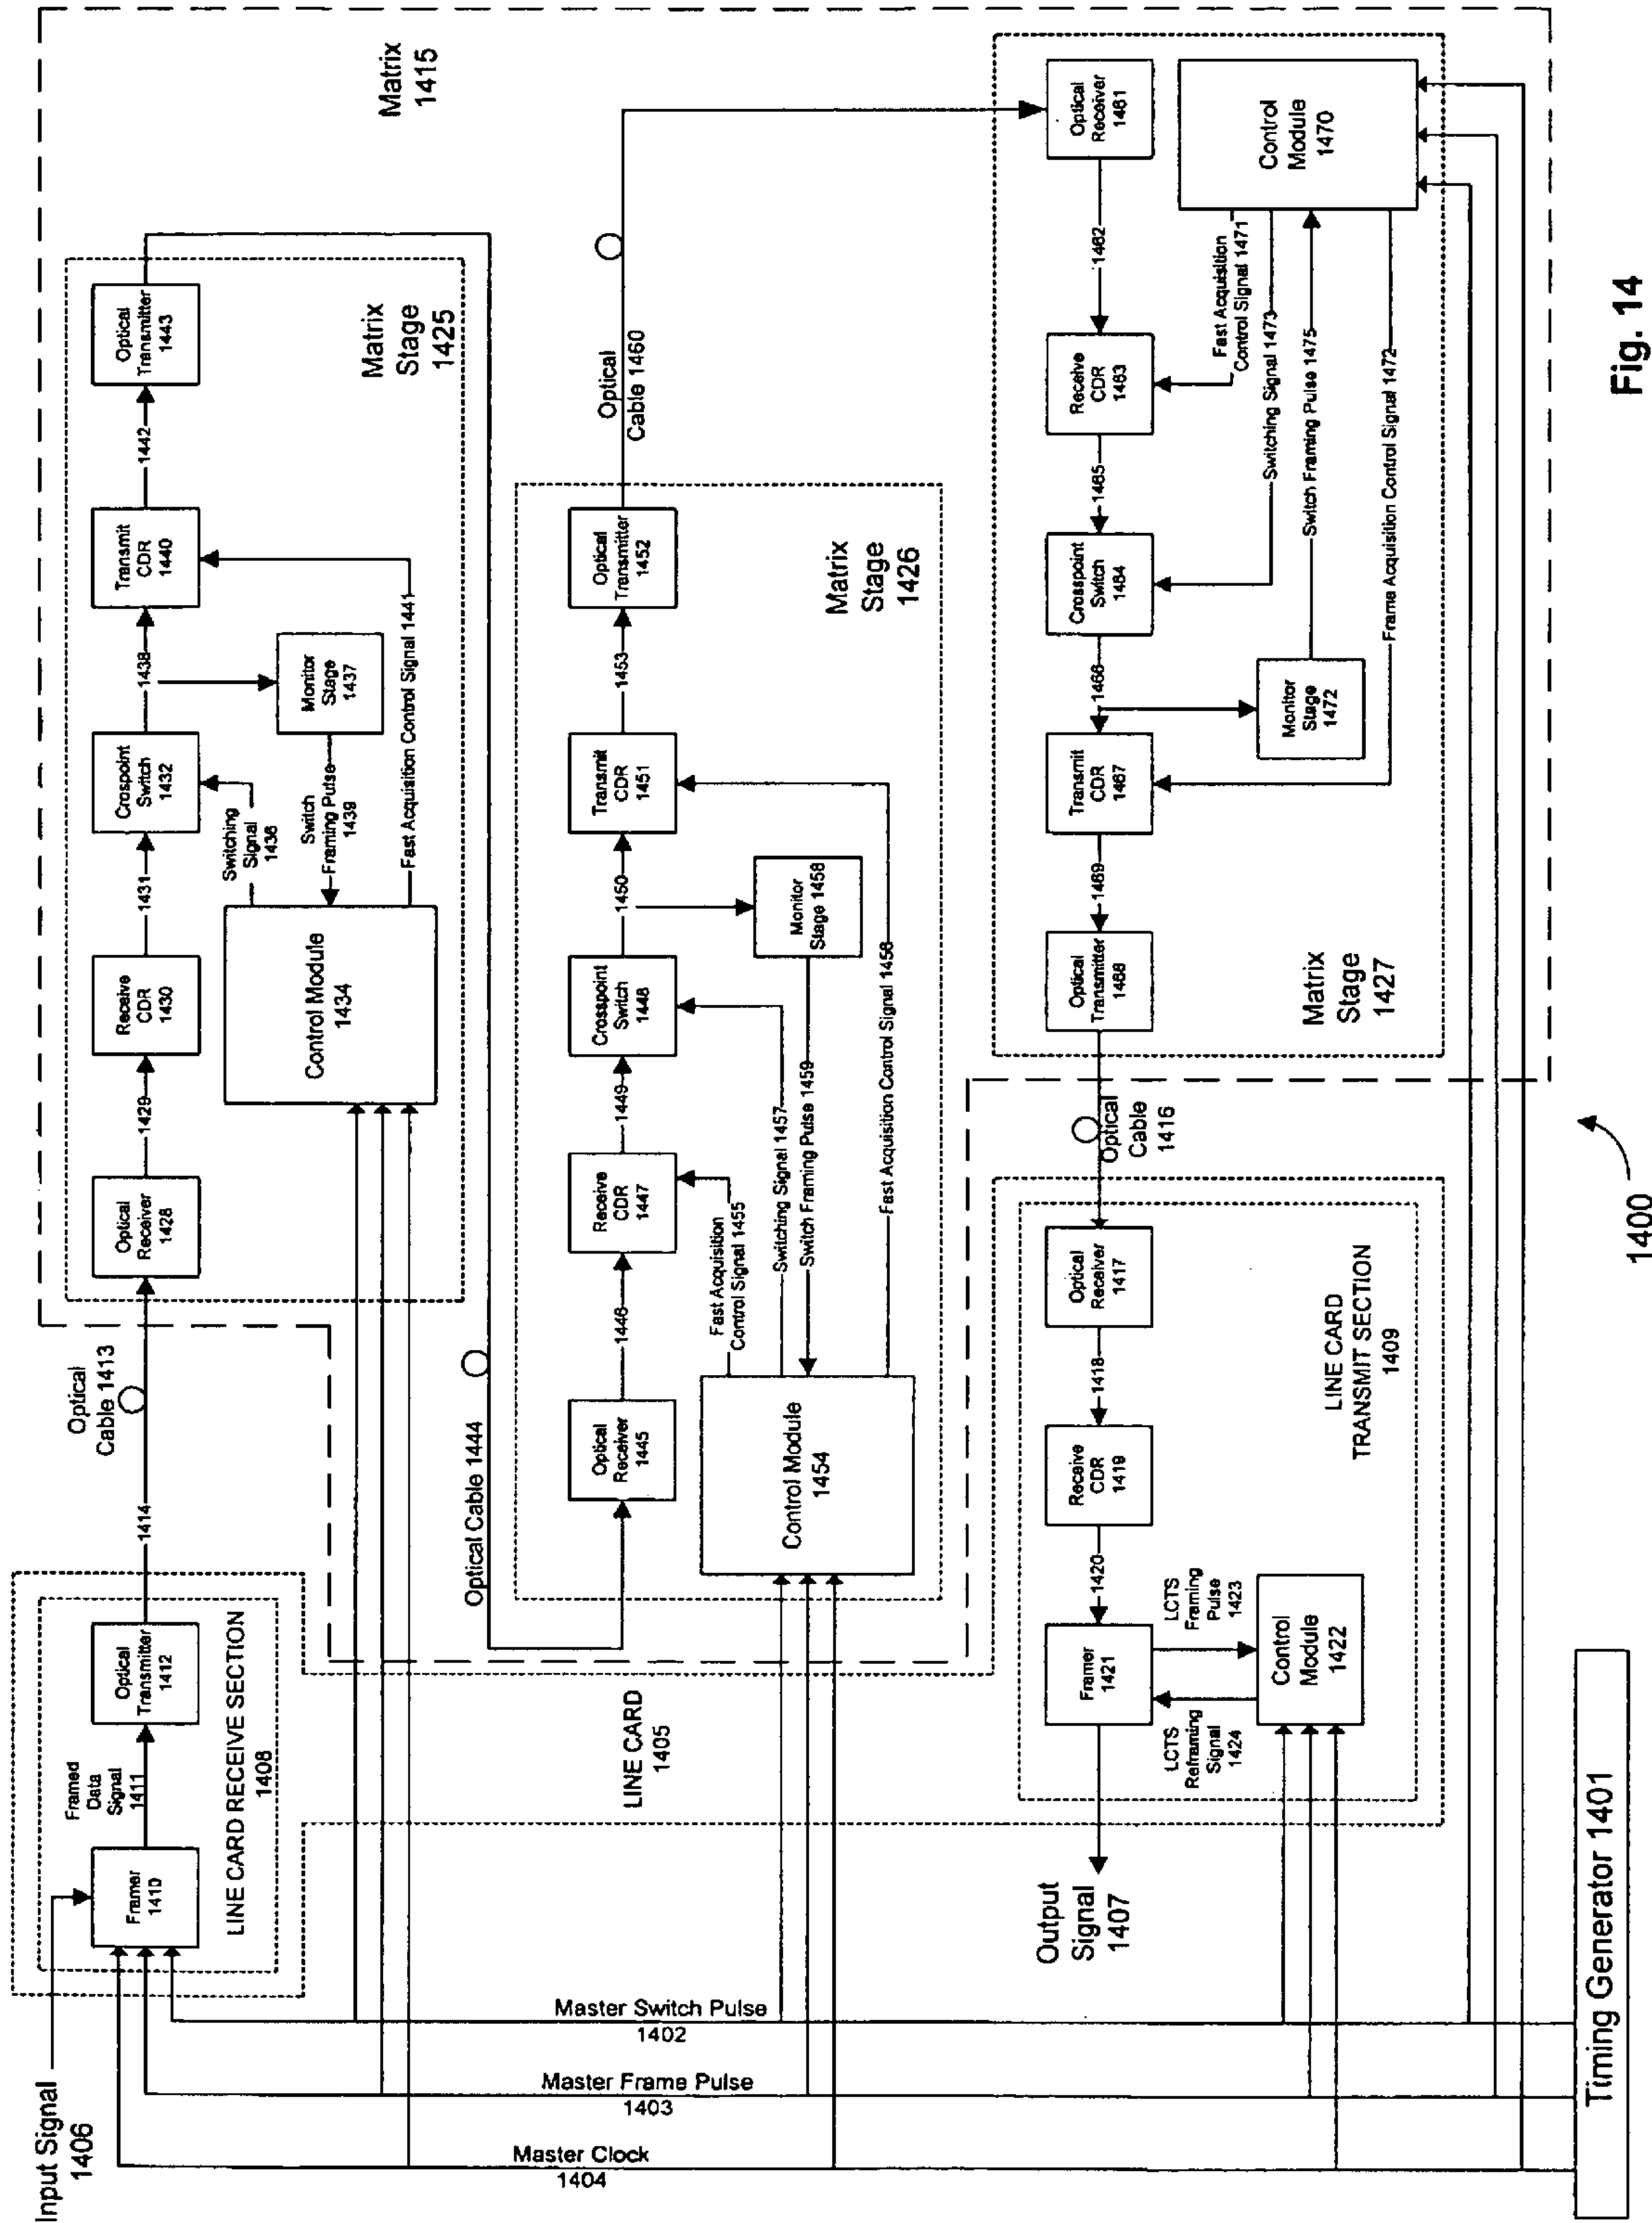 Input Signal
1406
Framer
1410
Framed
Data
Signal
1411
Optical
Transmitter
1412
LINE CARD RECEIVE SECTION
1408
1414
Optical
Cable 1413
Optical
Receiver
1428
1429
Receive
CDR
1430
1431
Crosspoint
Switch
1432
1438
Transmit
CDR
1440
1442
Optical
Transmitter
1443
Control Module
1434
Switching
Signal
1436
Switch
Framing Pulse
1439
Monitor
Stage
1437
Fast Acquisition Control Signal 1441
Matrix
Stage
1425
Matrix
1415
Optical Cable 1444
Optical
Receiver
1445
1446
Receive
CDR
1447
1449
Crosspoint
Switch
1448
1450
Transmit
CDR
1451
1453
Optical
Transmitter
1452
Optical
Cable 1460
Control Module
1454
Fast Acquisition
Control Signal 1455
Switching Signal 1457
Switch Framing Pulse 1459
Monitor
Stage 1458
Fast Acquisition Control Signal 1456
Matrix
Stage
1426
LINE CARD
1405
Optical
Receiver
1461
1462
Receive
CDR
1463
1465
Crosspoint
Switch
1464
1466
Transmit
CDR
1467
1469
Optical
Transmitter
1468
Control
Module
1470
Fast Acquisition
Control Signal 1471
Switching Signal 1473
Switch Framing Pulse 1475
Monitor
Stage
1472
Frame Acquisition Control Signal 1472
Matrix
Stage
1427
Optical
Cable
1416
Optical
Receiver
1417
1418
Receive
CDR
1419
1420
Framer
1421
LCTS
Framing
Pulse
1423
LCTS
Reframing
Signal
1424
Control
Module
1422
LINE CARD
TRANSMIT SECTION
1409
Output
Signal
1407
Master Switch Pulse
1402
Master Frame Pulse
1403
Master Clock
1404
Timing Generator 1401
1400
Fig. 14